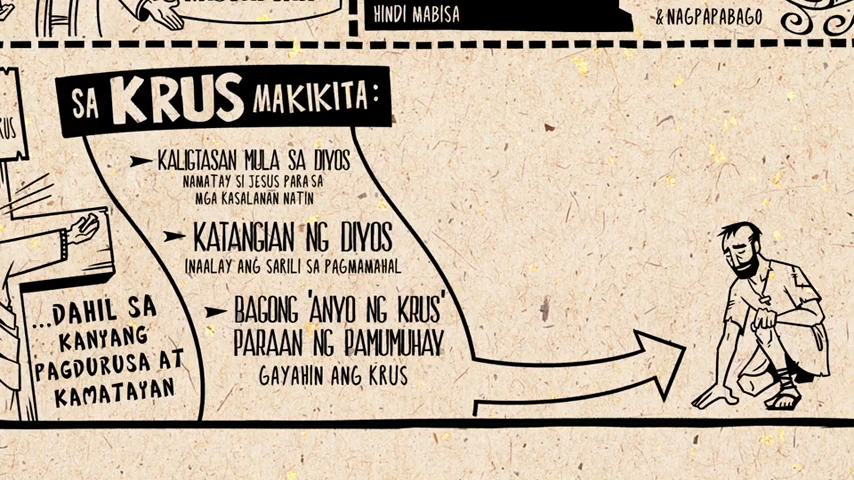 HINDI MABISA
& NAGPAPABAGO
SA KRUS MAKIKITA:
KALIGTASAN MULA SA DIYOS
NAMATAY SI JESUS PARA SA
MGA KASALANAN NATIN
KATANGIAN NG DIYOS
INAALAY ANG SARILI SA PAGMAMAHAL
BAGONG 'ANYO NG KRUS'
PARAAN NG PAMUMUHAY
GAYAHIN ANG KRUS
...DAHIL SA
KANYANG
PAGDURUSA AT
KAMATAYAN